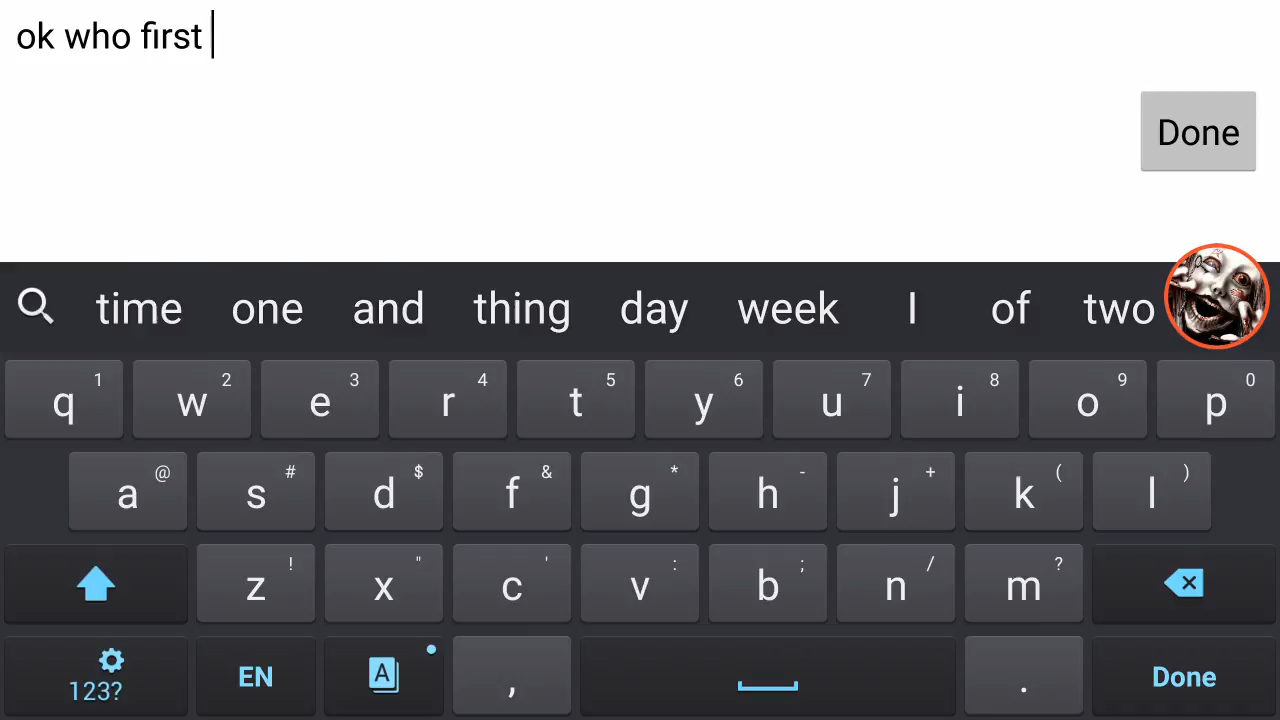 ok who first
Done
time one and thing day week I of two
1 2 3 4 5 6 7 8 9 0
q w e r t y u i o p
@ # $ & * - + ( )
a s d f g h j k l
! " ' : ; / ?
z x c v b n m
123? EN A , . Done